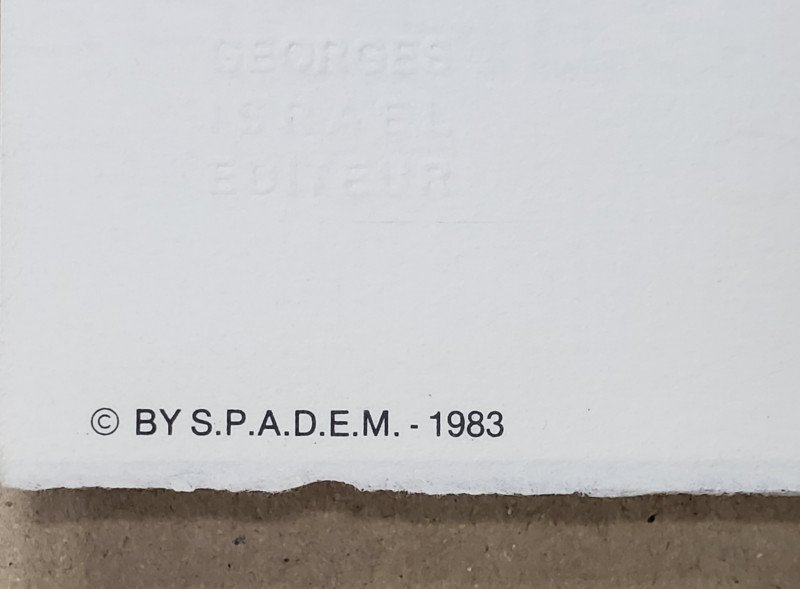 GEORGES
ISRAEL
EDITEUR
© BY S.P.A.D.E.M. - 1983